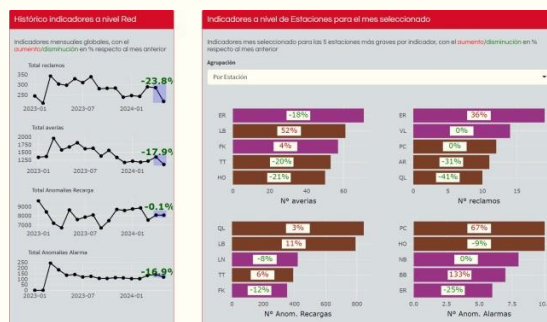 Histórico Indicadores a nivel Red
Indicadores mensuales globales, con el
aumento/disminución en % respecto al mes anterior
Total reclamos
350
300
250
-23.8%
2023-01 2023-07 2024-01
Total averías
2000
1750
1500
1250
-17.9%
2023-01 2023-07 2024-01
Total Anomalies Recarga
9000
8000
7000
-0.1%
2023-01 2023-07 2024-01
Total Anomalies Alarma
250
200
150
100
50
0
-16.9%
2023-01 2023-07 2024-01
Indicadores a nivel de Estaciones para el mes seleccionado
Indicadores mes seleccionado para las 5 estaciones más graves por indicador, con el aumento/disminución en %
respecto al mes anterior
Agrupación
Por Estación
ER -18%
LB 52%
FK 4%
TT -20%
HO -21%
0 20 40 60
Nº averias
ER 36%
VL 0%
PC 0%
AR -31%
QL -41%
0 5 10 15
Nº reclamos
QL 3%
LB 11%
LN -8%
TT 6%
FK -12%
0 200 400 600 800
Nº Anom. Recargas
PC 67%
HO -9%
NB 0%
BB 133%
ER -25%
0.0 2.5 5.0 7.5
Nº Anom. Alarmas